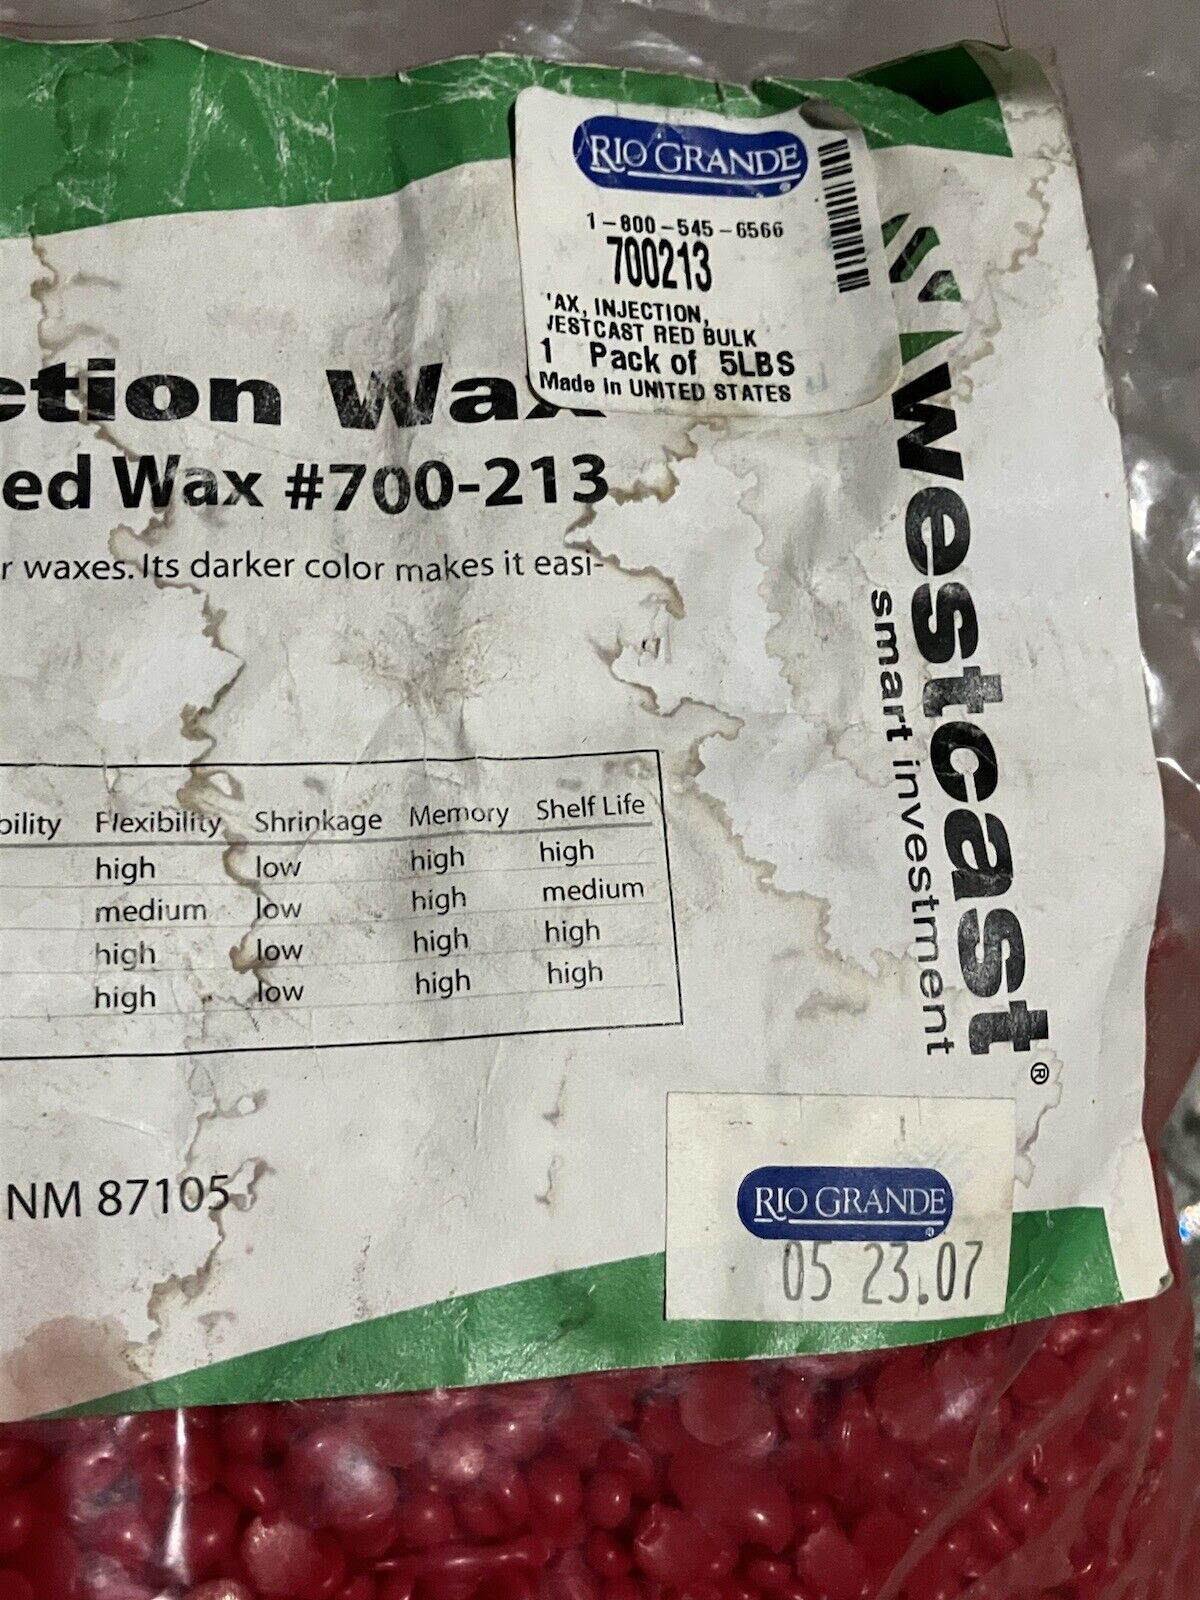 RIO GRANDE
1-800-545-6566
700213
'AX, INJECTION,
VESTCAST RED BULK
1 Pack of 5LBS
Made in UNITED STATES
ction Wax
ed Wax #700-213
r waxes. Its darker color makes it easi-
westcast®
smart investment
bility Flexibility Shrinkage Memory Shelf Life
high low high high
medium low high medium
high low high high
high low high high
NM 87105
RIO GRANDE
05 23.07